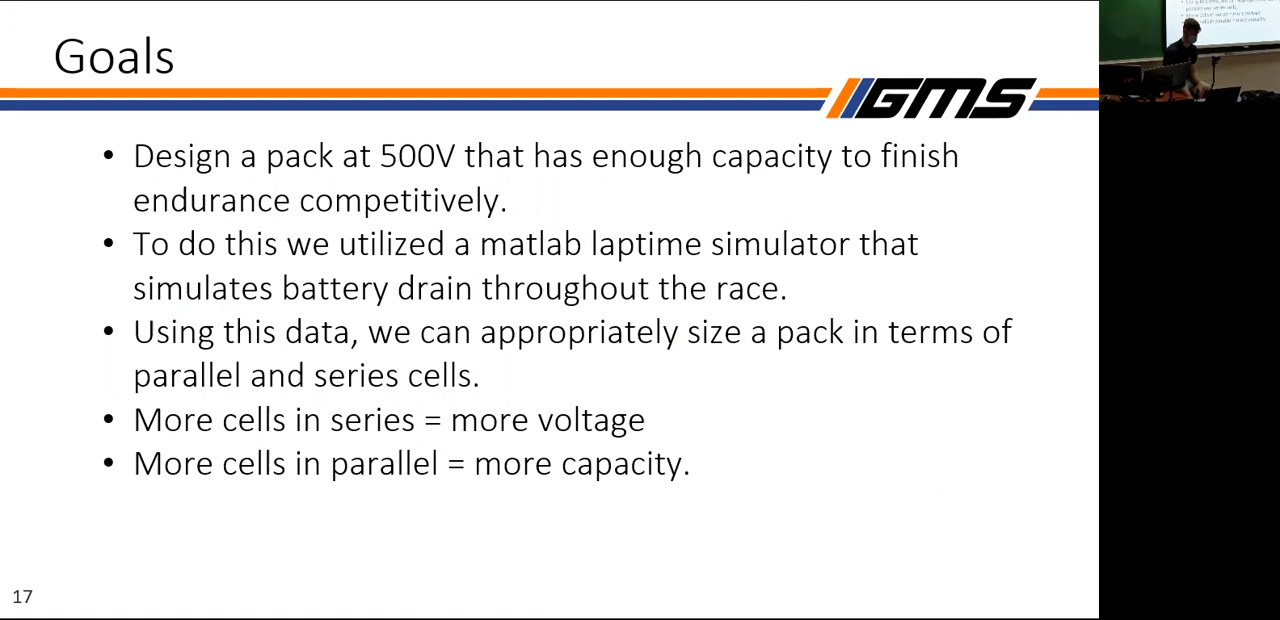 Goals
GMS
• Design a pack at 500V that has enough capacity to finish
endurance competitively.
• To do this we utilized a matlab laptime simulator that
simulates battery drain throughout the race.
• Using this data, we can appropriately size a pack in terms of
parallel and series cells.
• More cells in series = more voltage
• More cells in parallel = more capacity.
17